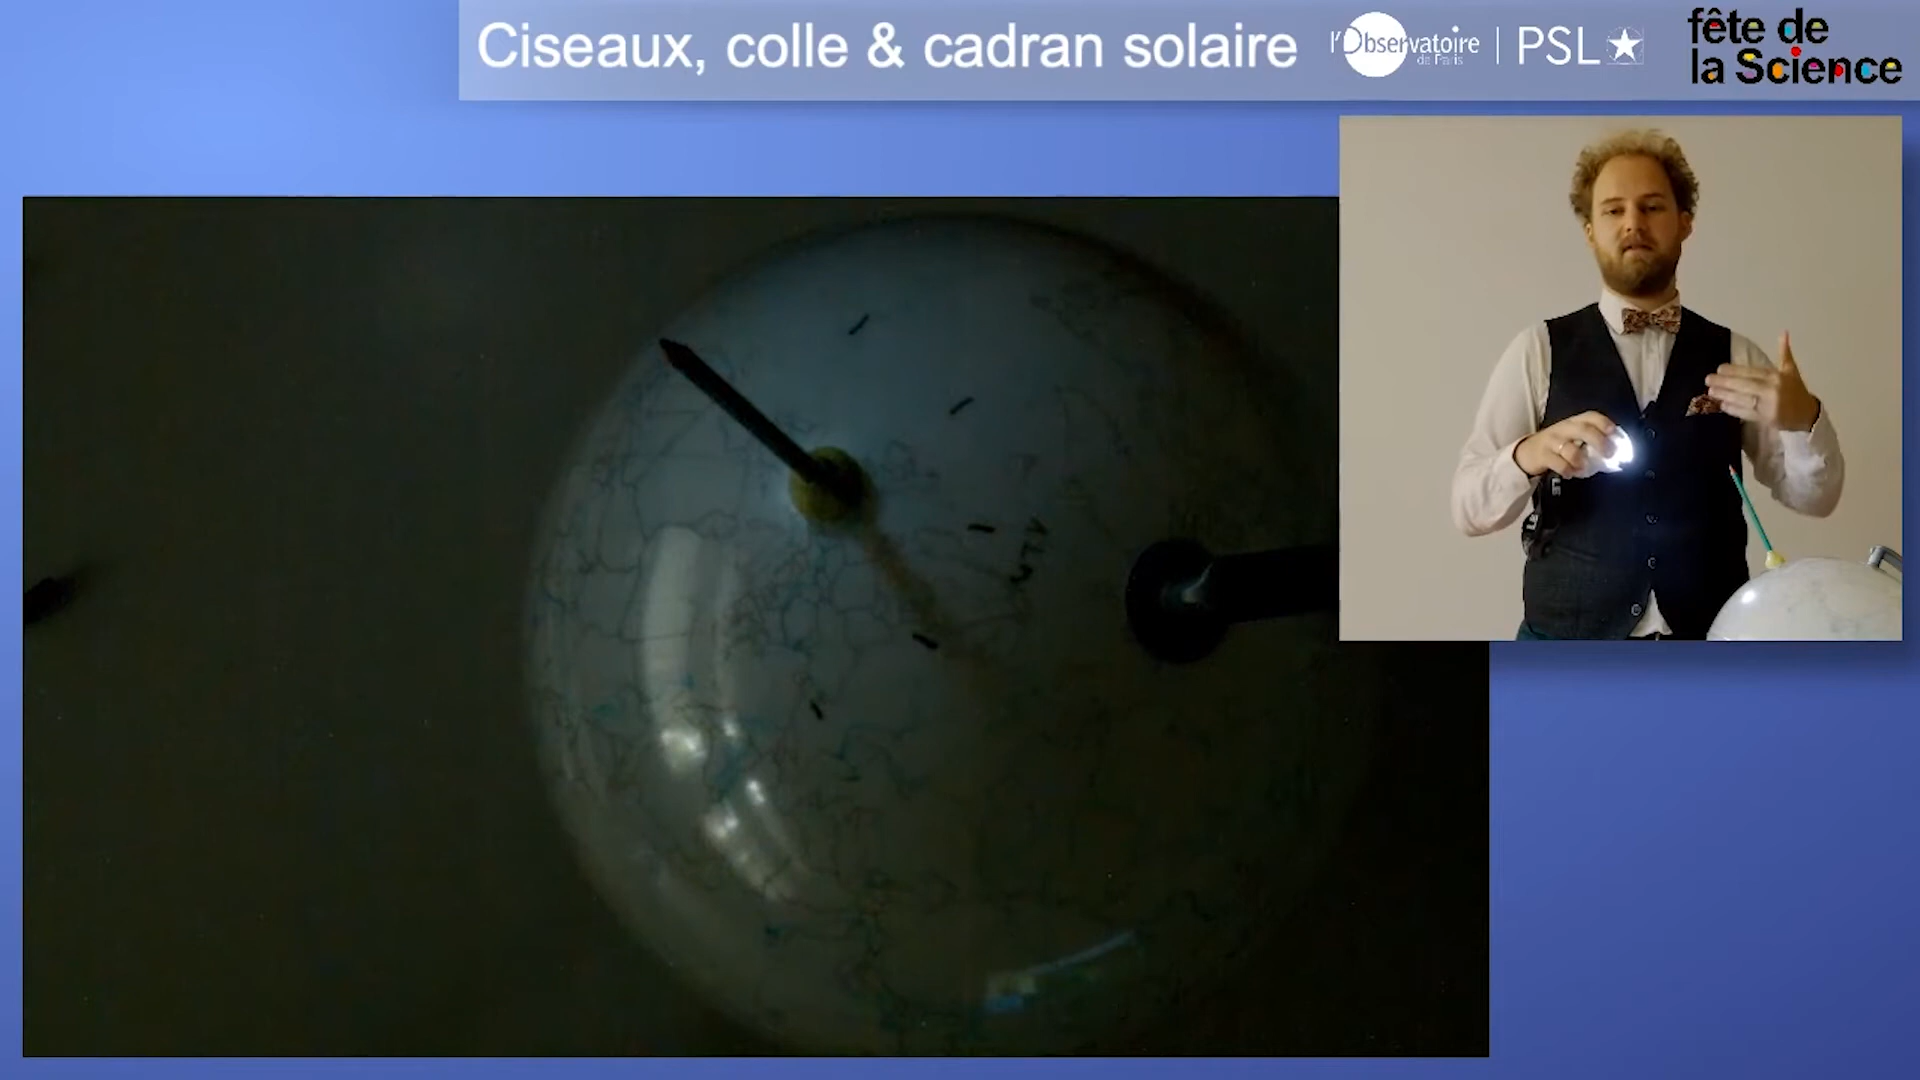 Ciseaux, colle & cadran solaire
l'Observatoire
de Paris
PSL
fête de
la Science